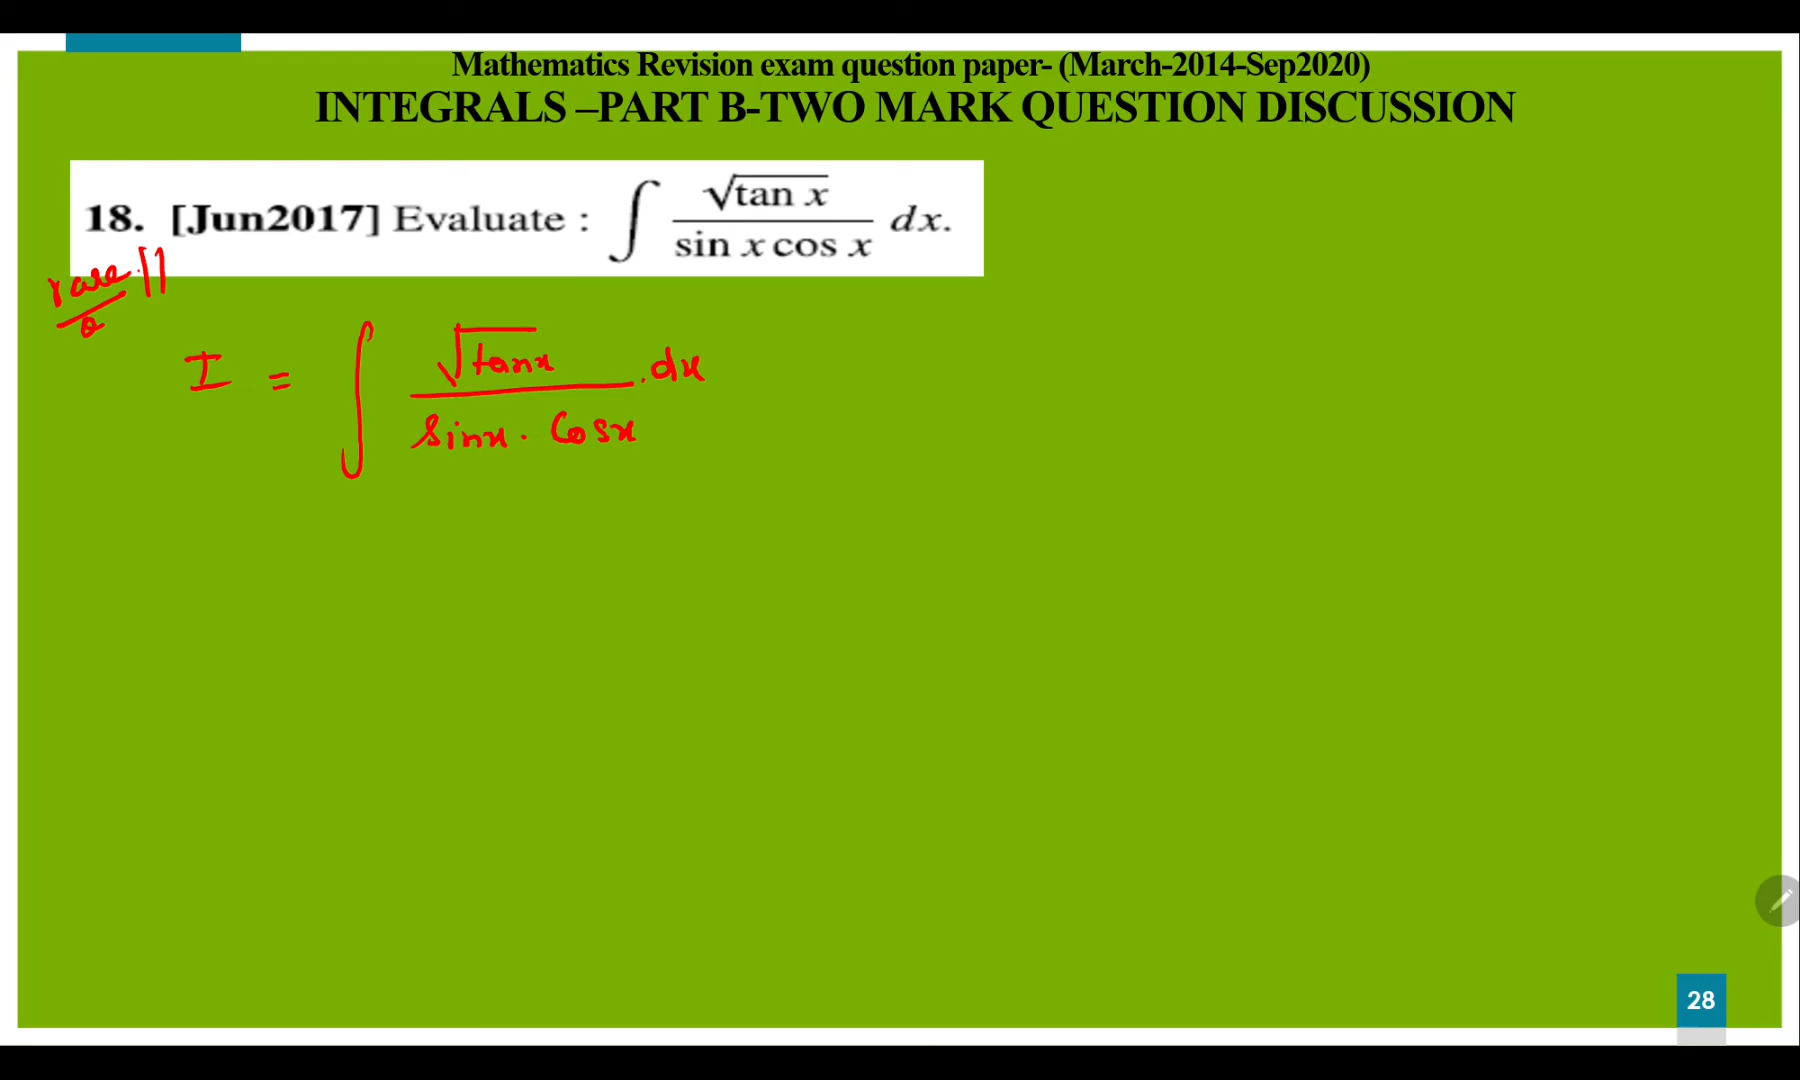 Mathematics Revision exam question paper- (March-2014-Sep2020)
INTEGRALS –PART B-TWO MARK QUESTION DISCUSSION
18. [Jun2017] Evaluate : ∫ √tan x / sin x cos x dx.
rare
I = ∫ √tanx / sinx . Cosx . dx
28